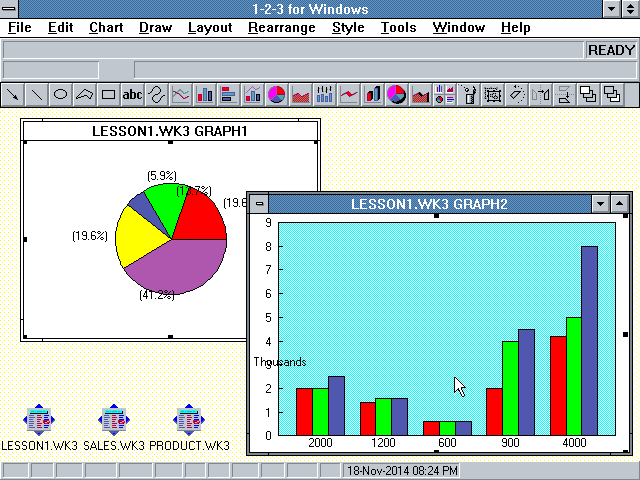 1-2-3 for Windows
File Edit Chart Draw Layout Rearrange Style Tools Window Help
READY
abc
LESSON1.WK3 GRAPH1
(5.9%)
(13.7%)
(19.6
(19.6%)
(41.2%)
LESSON1.WK3 GRAPH2
9
8
7
6
5
4
Thousands
3
2
1
0
2000 1200 600 900 4000
LESSON1.WK3 SALES.WK3 PRODUCT.WK3
18-Nov-2014 08:24 PM